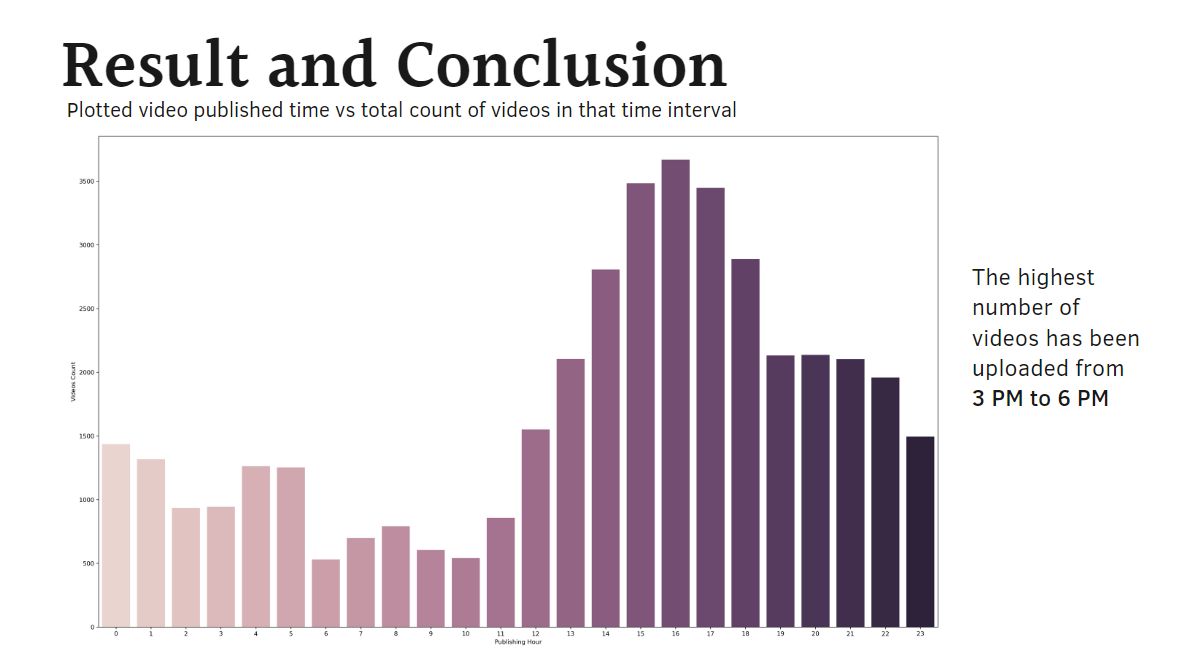 Result and Conclusion
Plotted video published time vs total count of videos in that time interval
3500
3000
2500
2000
1500
1000
500
0
Videos Count
0 1 2 3 4 5 6 7 8 9 10 11 12 13 14 15 16 17 18 19 20 21 22 23
Publishing Hour
The highest
number of
videos has been
uploaded from
3 PM to 6 PM